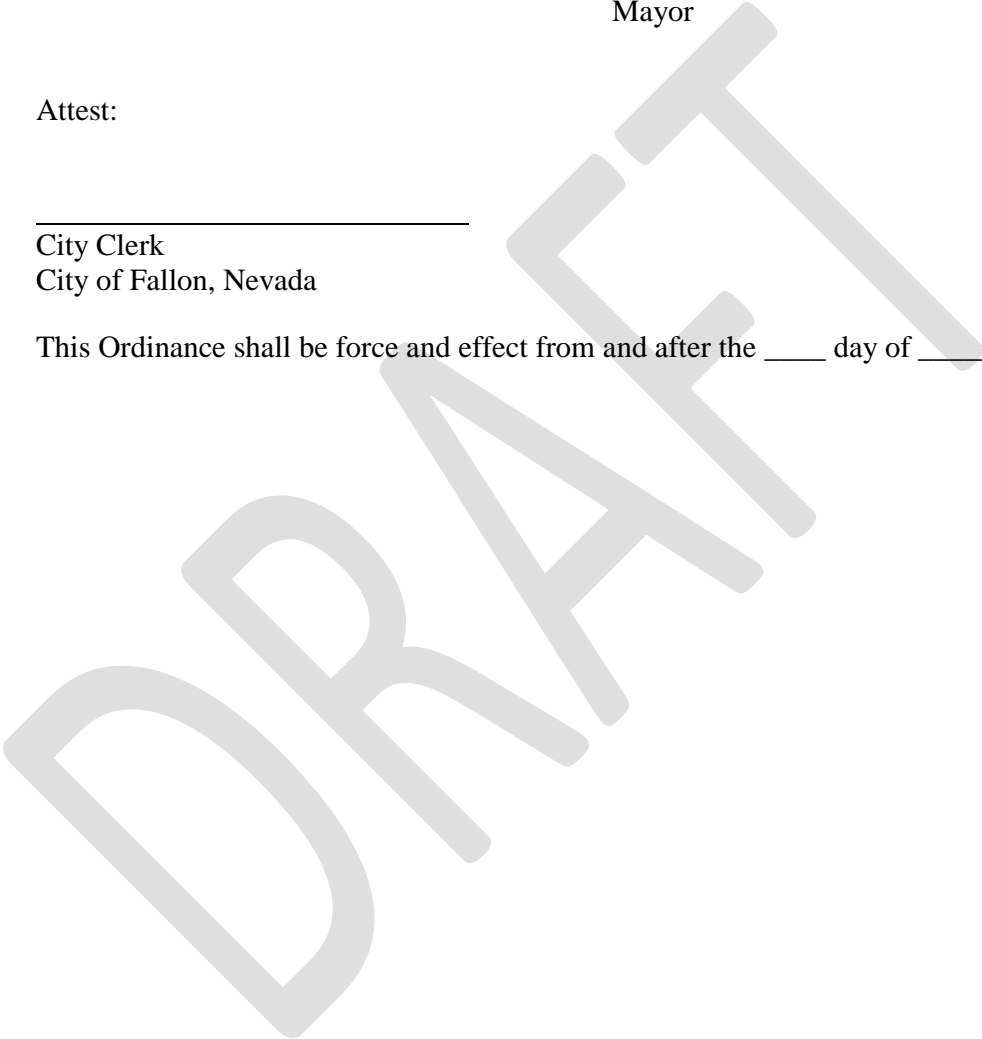 Mayor
Attest:
City Clerk
City of Fallon, Nevada
This Ordinance shall be force and effect from and after the ____ day of ____
DRAFT